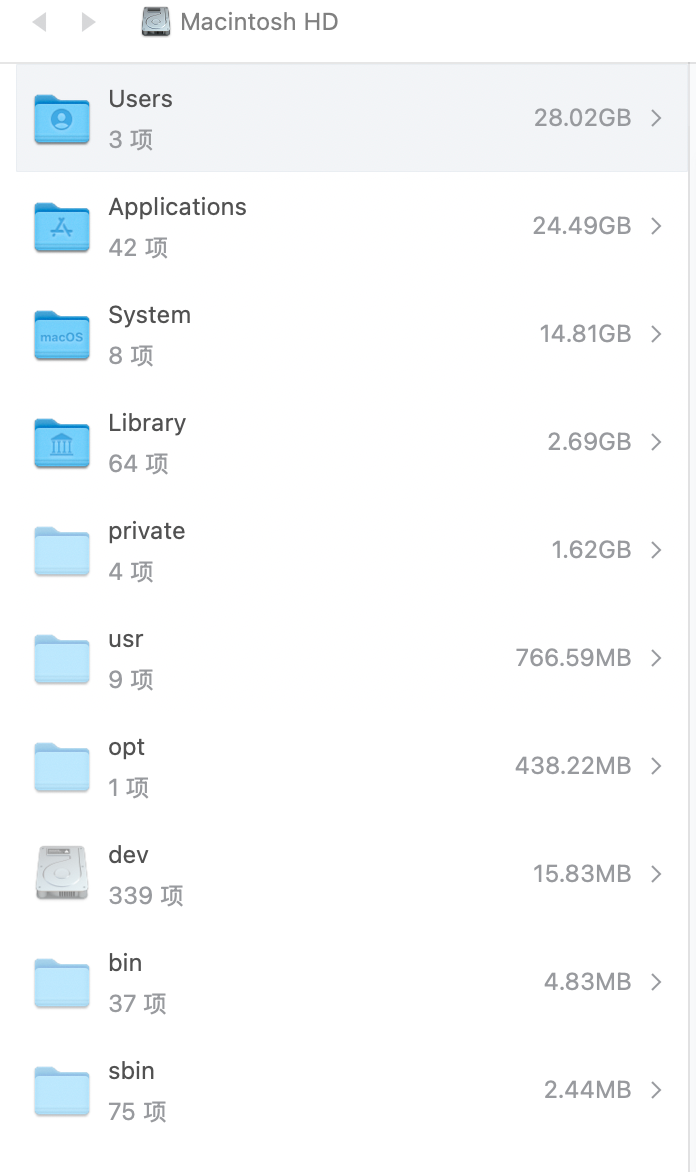 Macintosh HD
Users
28.02GB
3 项
Applications
24.49GB
42 项
macOS
System
14.81GB
8 项
Library
2.69GB
64 项
private
1.62GB
4 项
usr
766.59MB
9 项
opt
438.22MB
1 项
dev
15.83MB
339 项
bin
4.83MB
37 项
sbin
2.44MB
75 项